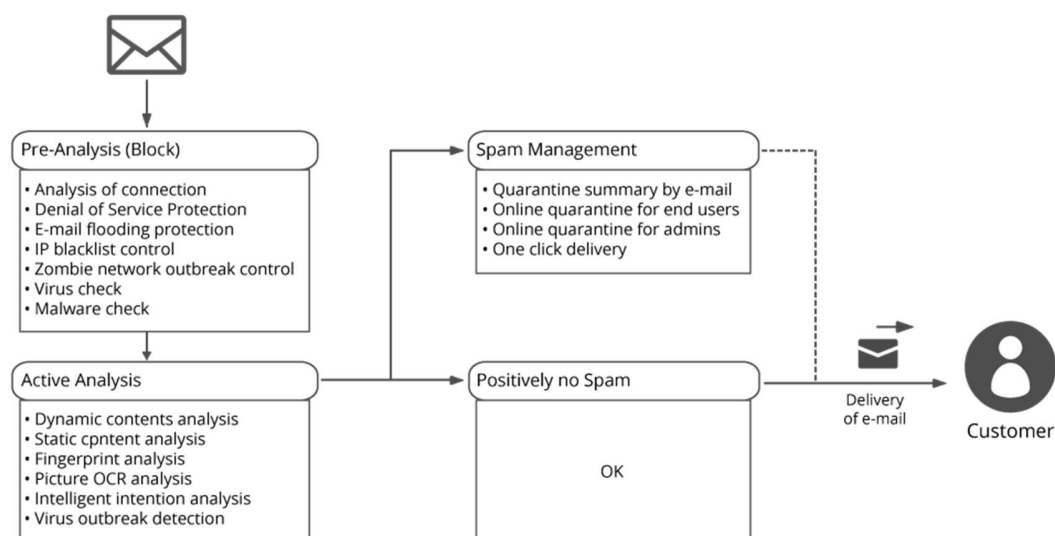 Pre-Analysis (Block)
• Analysis of connection
• Denial of Service Protection
• E-mail flooding protection
• IP blacklist control
• Zombie network outbreak control
• Virus check
• Malware check
Active Analysis
• Dynamic contents analysis
• Static cpntent analysis
• Fingerprint analysis
• Picture OCR analysis
• Intelligent intention analysis
• Virus outbreak detection
Spam Management
• Quarantine summary by e-mail
• Online quarantine for end users
• Online quarantine for admins
• One click delivery
Positively no Spam
OK
Delivery
of e-mail
Customer